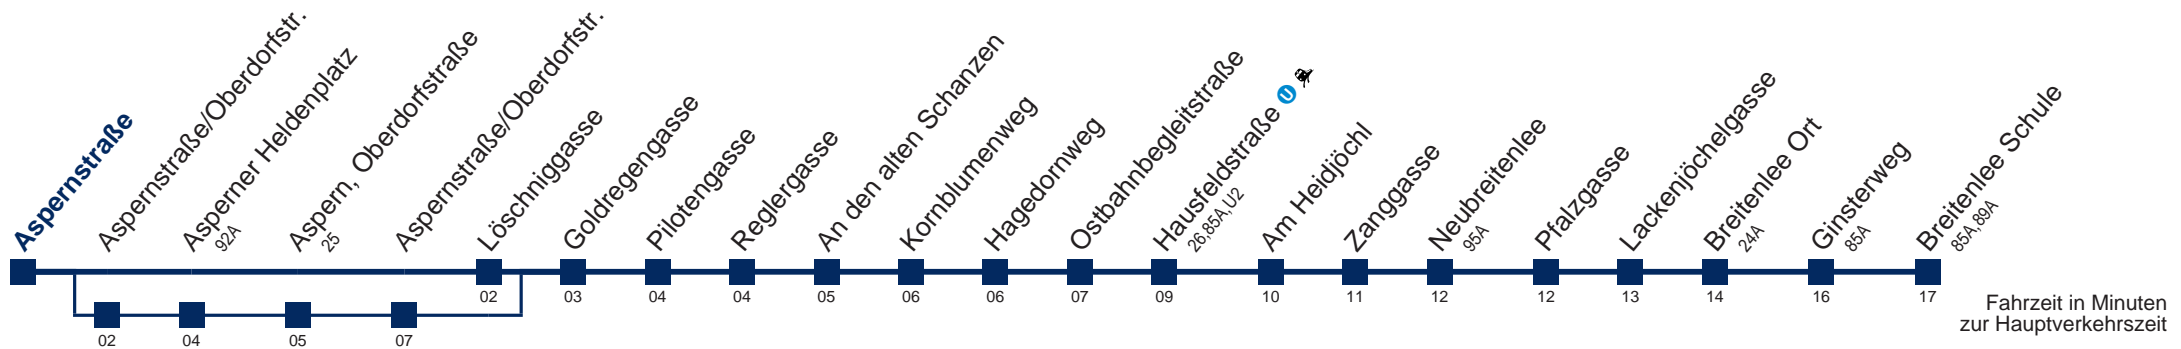 Aspernstraße
Aspernstraße/Oberdorfstr.
Asperner Heldenplatz
92A
Aspern, Oberdorfstraße
25
Aspernstraße/Oberdorfstr.
Löschniggasse
Goldregengasse
Pilotengasse
Reglergasse
An den alten Schanzen
Kornblumenweg
Hagedornweg
Ostbahnbegleitstraße
Hausfeldstraße U
26,85A,U2
Am Heidjöchl
Zanggasse
Neubreitenlee
95A
Pfalzgasse
Lackenjöchelgasse
Breitenlee Ort
24A
Ginsterweg
85A
Breitenlee Schule
85A,89A
02 03 04 04 05 06 06 07 09 10 11 12 12 13 14 16 17
02 04 05 07
Fahrzeit in Minuten
zur Hauptverkehrszeit